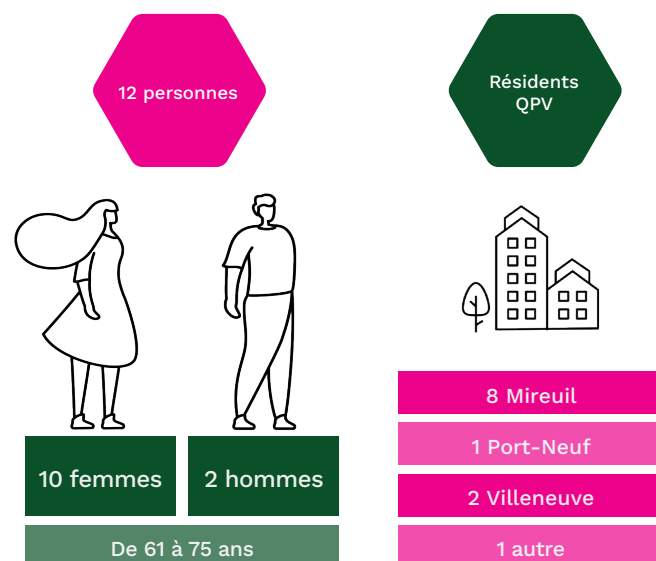 12 personnes
Résidents
QPV
10 femmes
2 hommes
De 61 à 75 ans
8 Mireuil
1 Port-Neuf
2 Villeneuve
1 autre